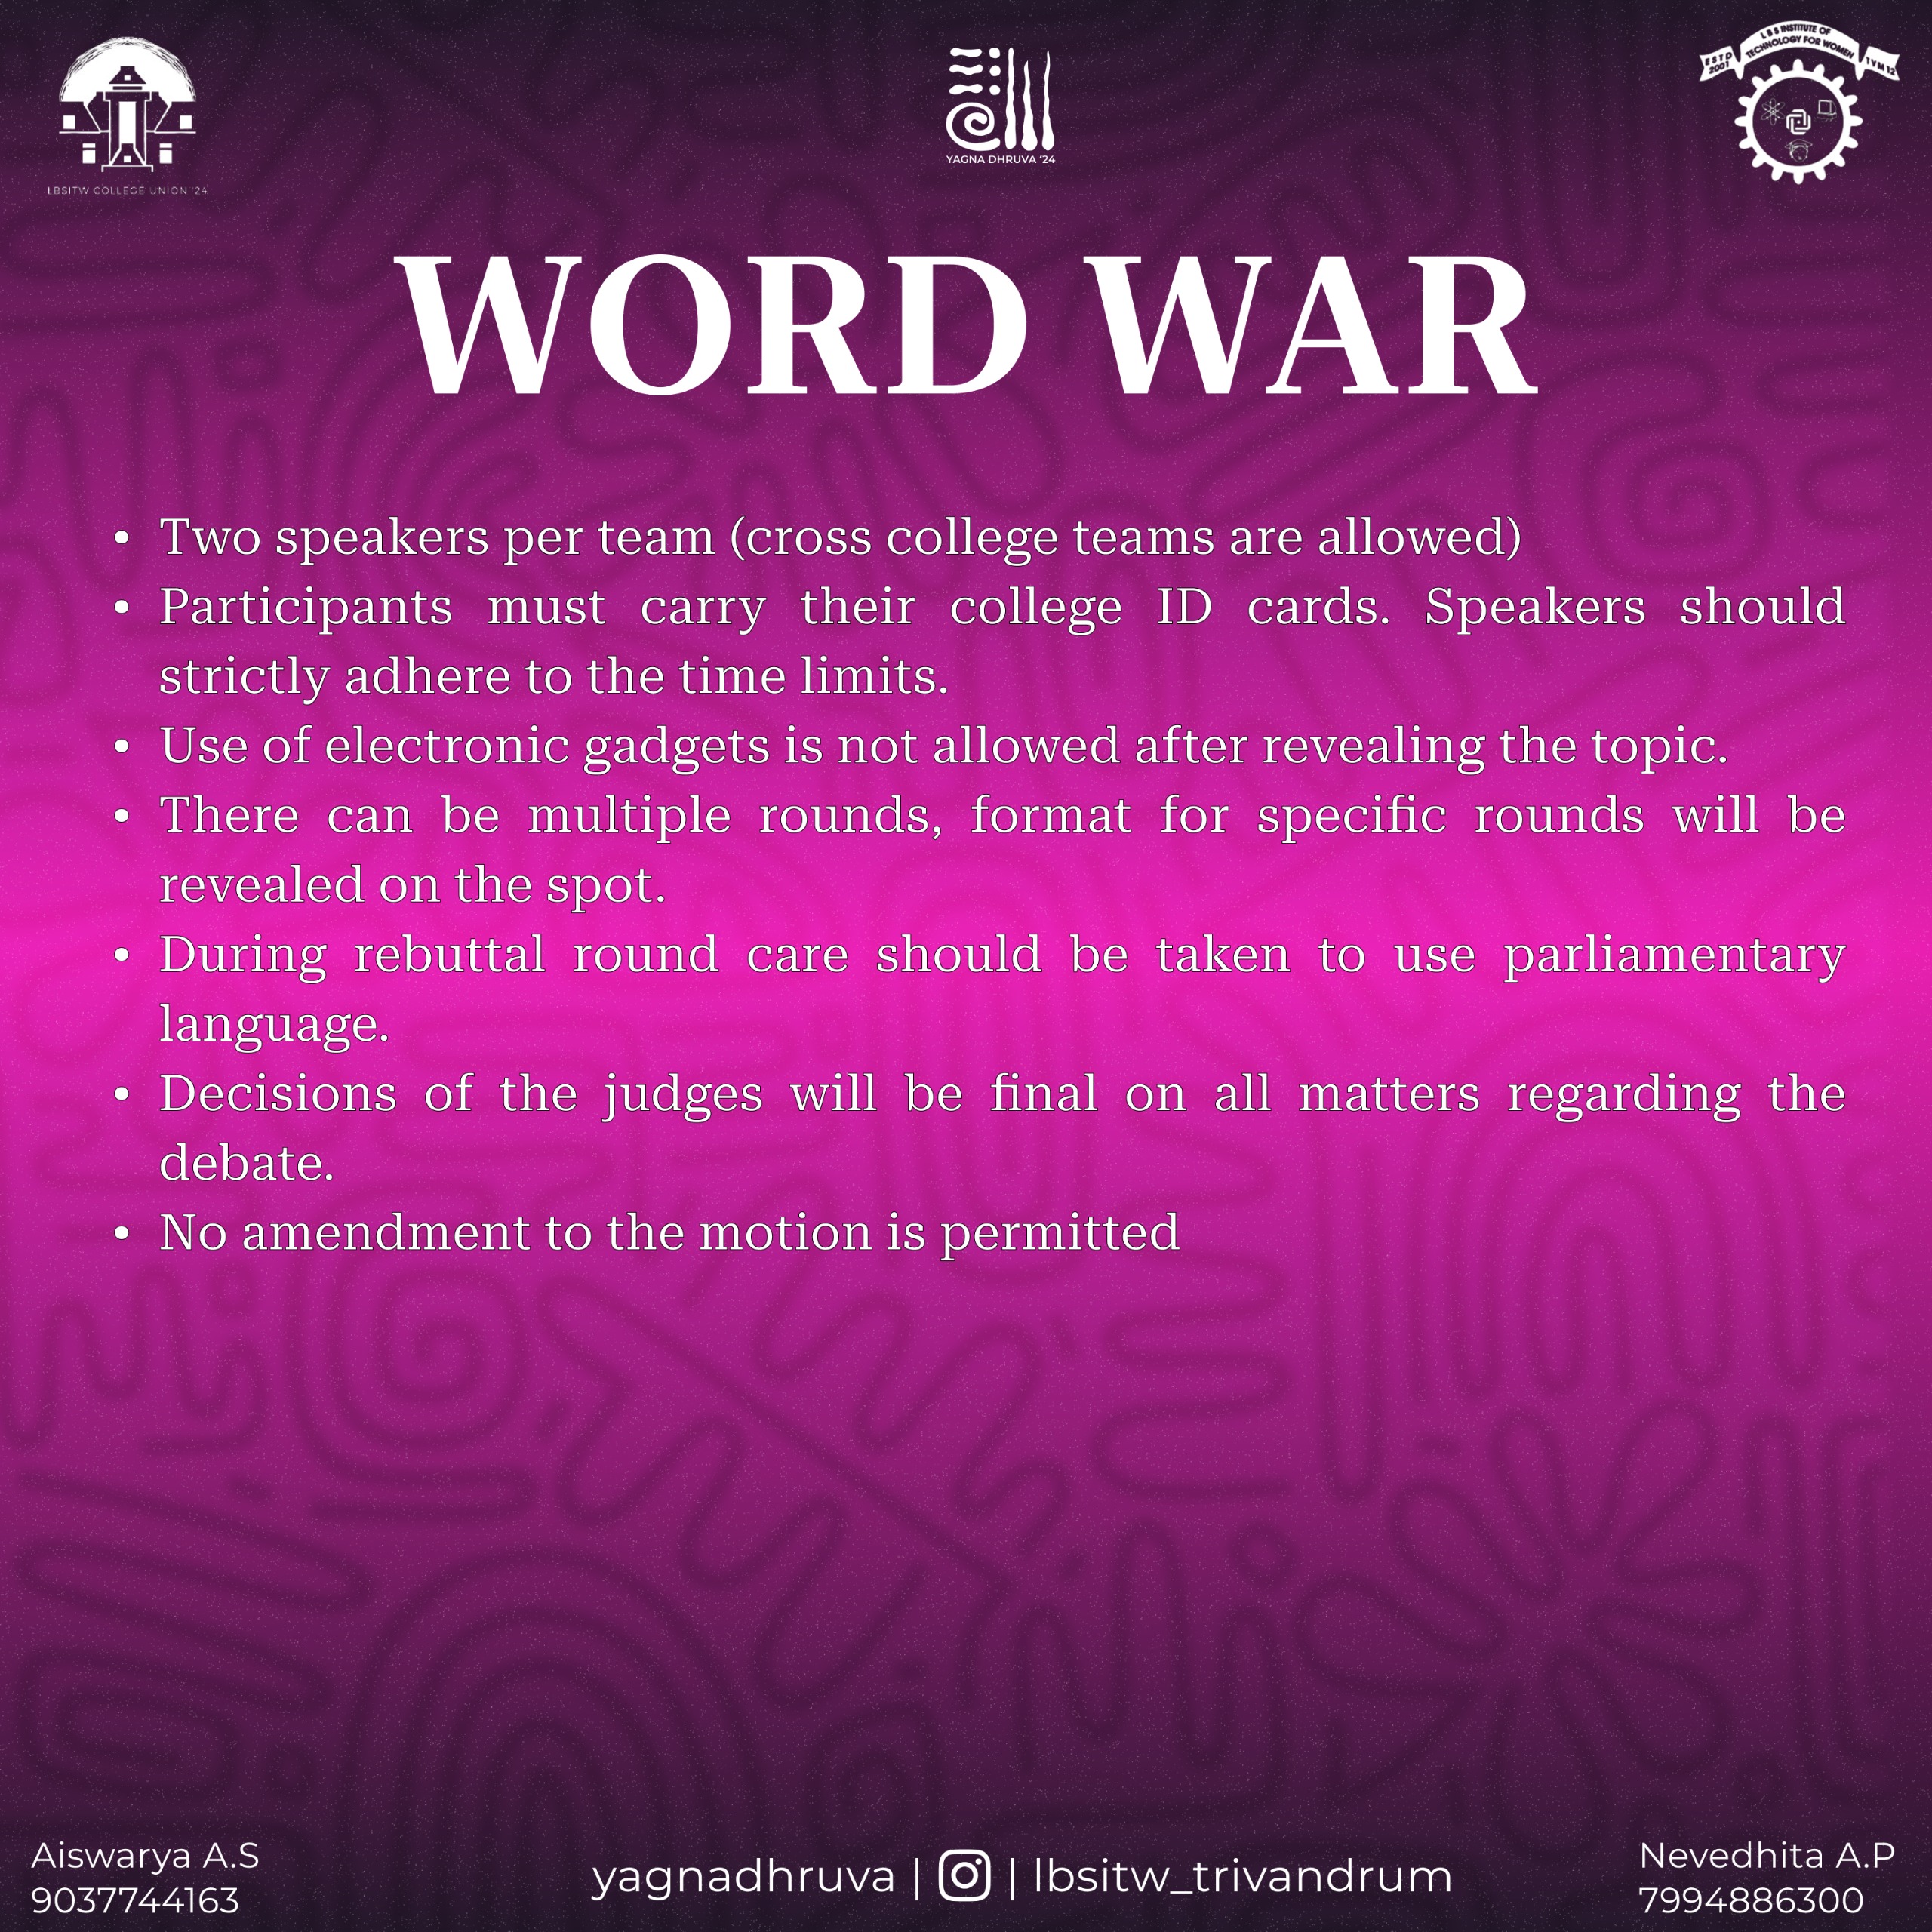 LBSITW COLLEGE UNION '24
YAGNA DHRUVA '24
L B S INSTITUTE OF
TECHNOLOGY FOR WOMEN
ESTD
2001
TVM 12
WORD WAR
• Two speakers per team (cross college teams are allowed)
• Participants must carry their college ID cards. Speakers should
strictly adhere to the time limits.
• Use of electronic gadgets is not allowed after revealing the topic.
• There can be multiple rounds, format for specific rounds will be
revealed on the spot.
• During rebuttal round care should be taken to use parliamentary
language.
• Decisions of the judges will be final on all matters regarding the
debate.
• No amendment to the motion is permitted
Aiswarya A.S
9037744163
yagnadhruva | | lbsitw_trivandrum
Nevedhita A.P
7994886300